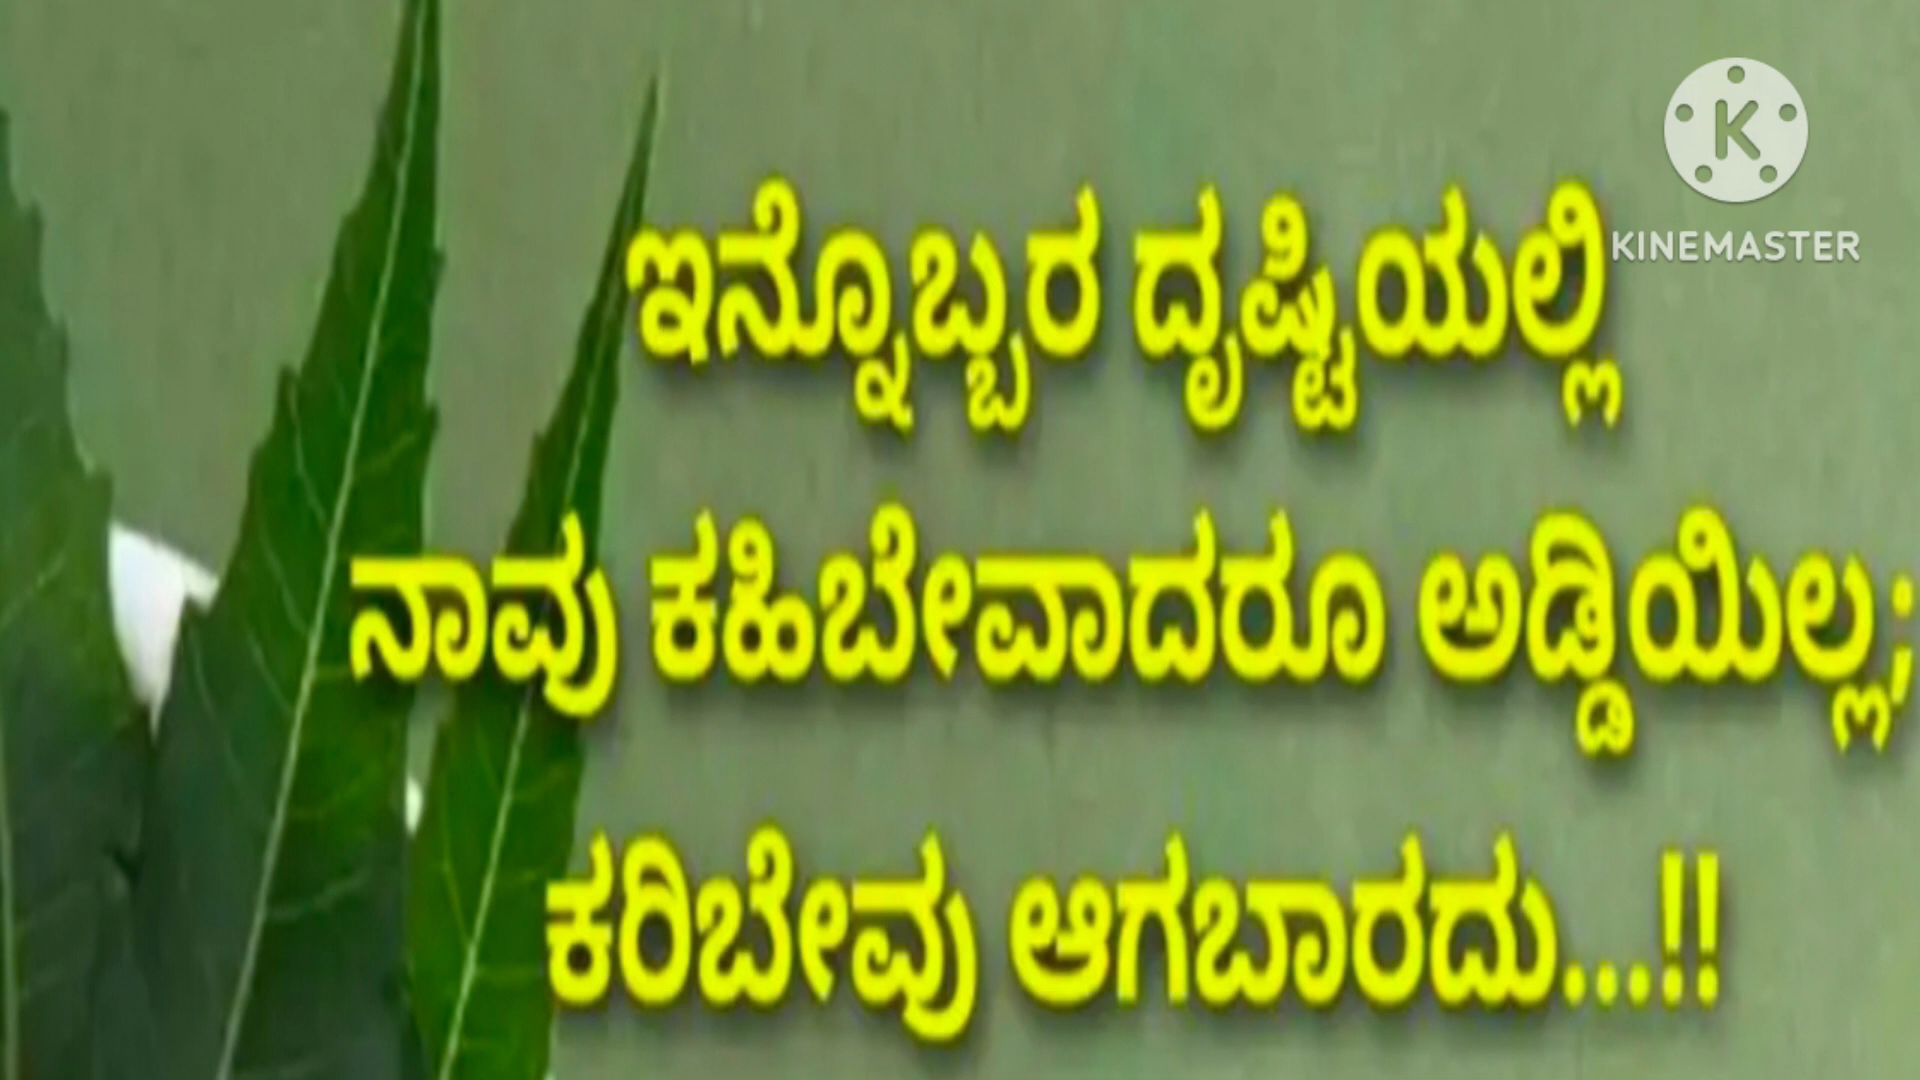 KINEMASTER
ಇನ್ನೊಬ್ಬರ ದೃಷ್ಟಿಯಲ್ಲಿ
ನಾವು ಕಹಿಬೇವಾದರೂ ಅಡ್ಡಿಯಿಲ್ಲ;
ಕರಿಬೇವು ಆಗಬಾರದು...!!